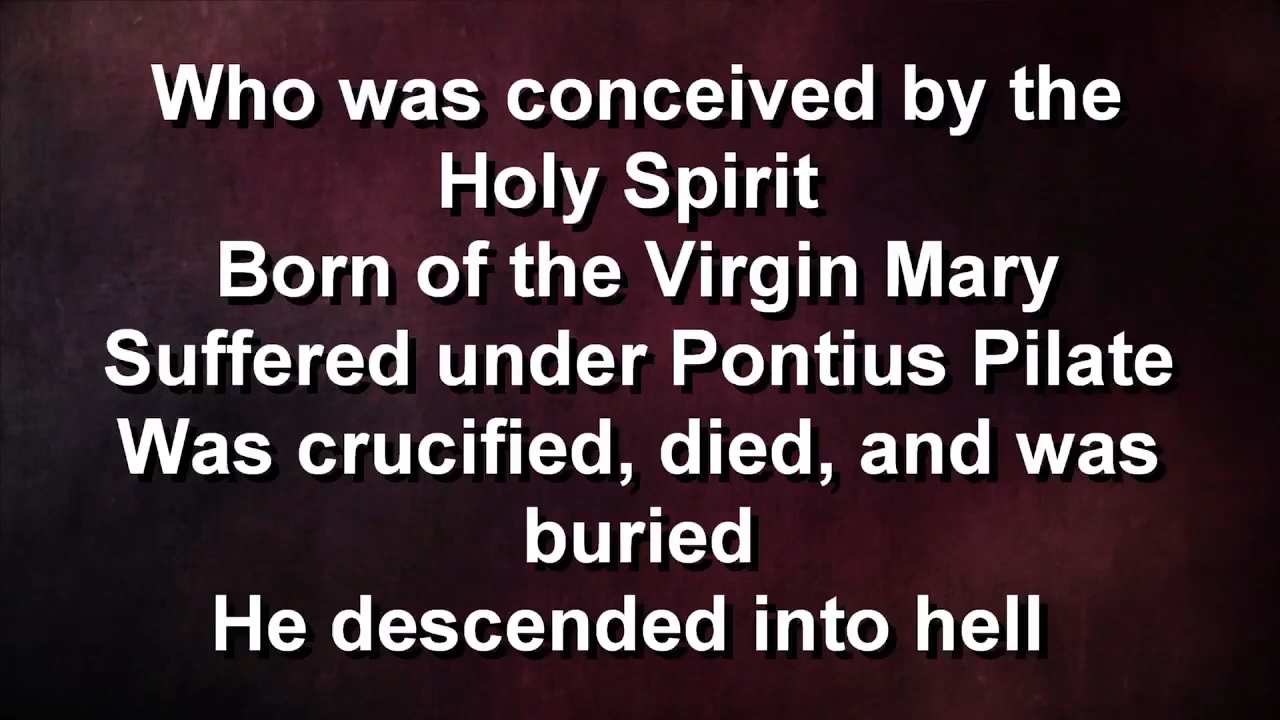 Who was conceived by the
Holy Spirit
Born of the Virgin Mary
Suffered under Pontius Pilate
Was crucified, died, and was
buried
He descended into hell